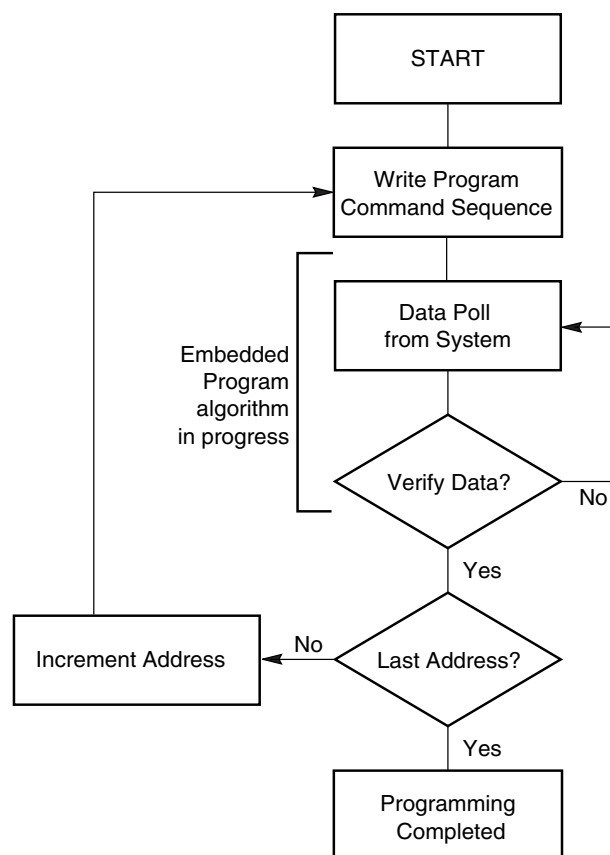 START
Write Program
Command Sequence
Data Poll
from System
Embedded
Program
algorithm
in progress
Verify Data?
No
Yes
No
Increment Address
Last Address?
Yes
Programming
Completed